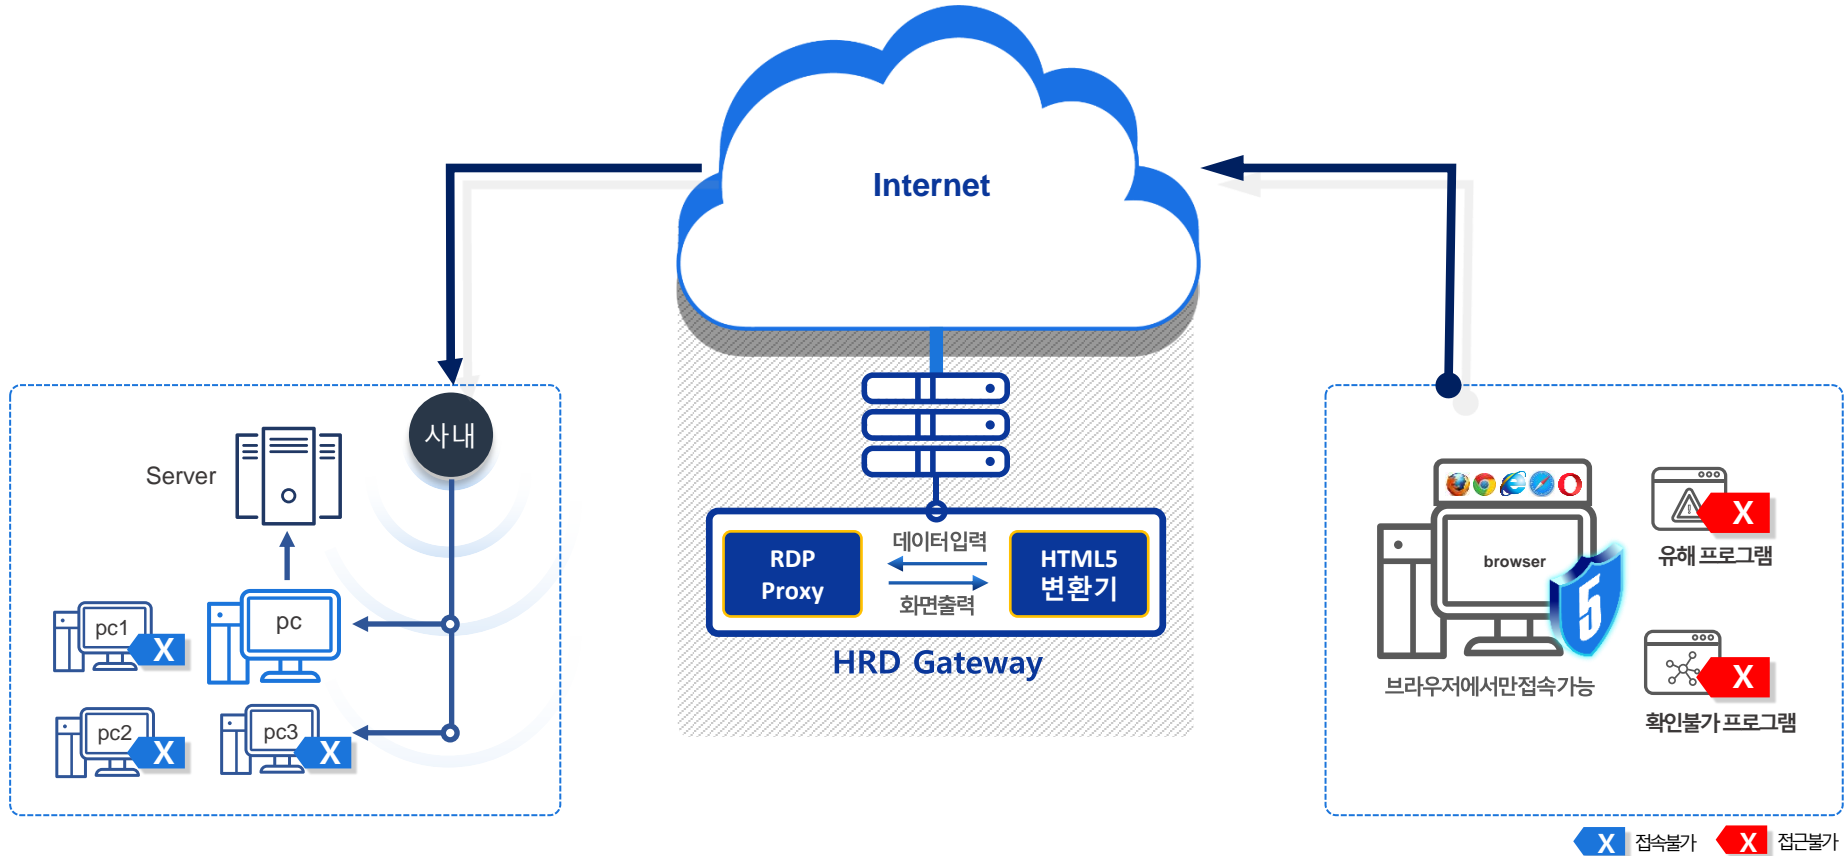 Internet
사내
Server
pc
pc1
X
pc2
X
pc3
X
RDP
Proxy
데이터입력
화면출력
HTML5
변환기
HRD Gateway
browser
브라우저에서만접속가능
X
유해 프로그램
X
확인불가 프로그램
X 접속불가
X 접근불가